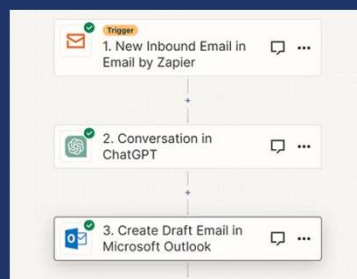 Trigger
1. New Inbound Email in
Email by Zapier
2. Conversation in
ChatGPT
3. Create Draft Email in
Microsoft Outlook